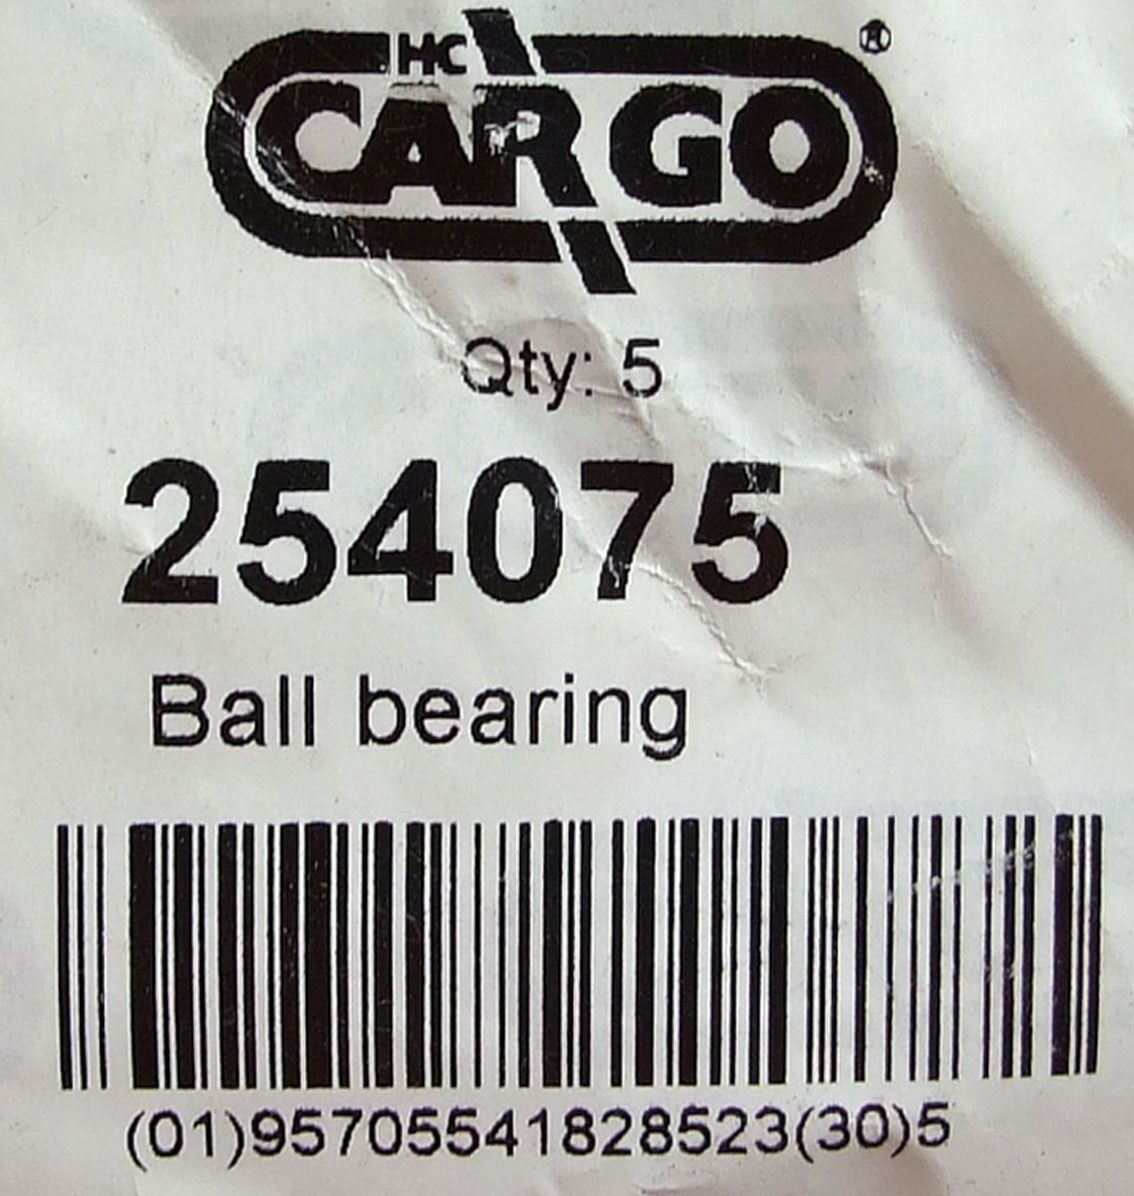 HC
CARGO®
Qty: 5
254075
Ball bearing
(01)95705541828523(30)5